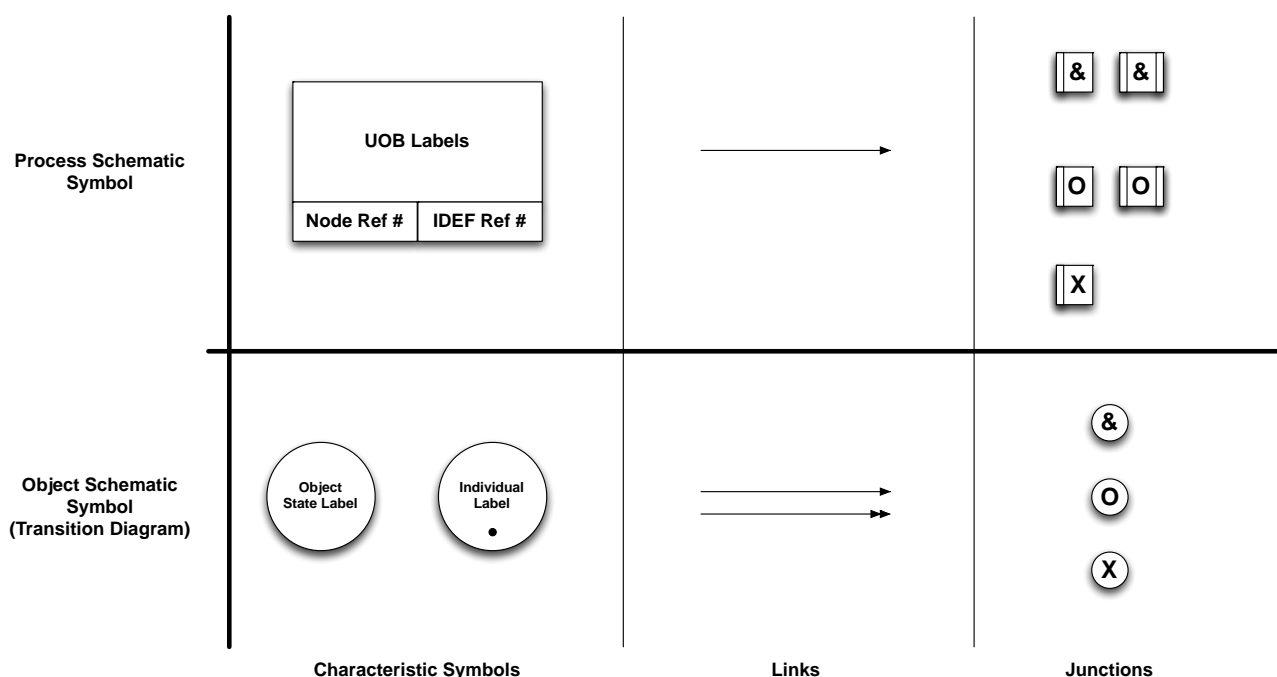 & &
UOB Labels
Process Schematic
Symbol
O O
Node Ref # IDEF Ref #
X
&
Object Schematic
Symbol
(Transition Diagram)
Object
State Label
Individual
Label
O
X
Characteristic Symbols
Links
Junctions